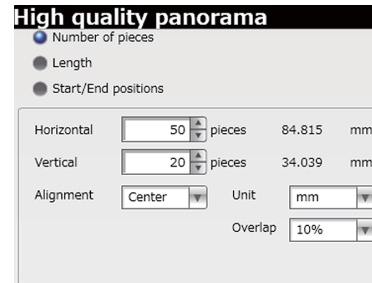 High quality panorama
Number of pieces
Length
Start/End positions
Horizontal 50 pieces 84.815 mm
Vertical 20 pieces 34.039 mm
Alignment Center Unit mm
Overlap 10%